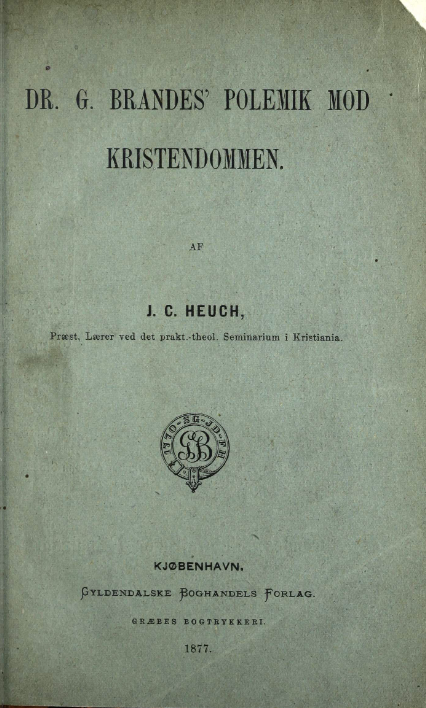 DR. G. BRANDES' POLEMIK MOD
KRISTENDOMMEN.
AF
J. C. HEUCH,
Præst, Lærer ved det prakt.-theol. Seminarium i Kristiania.
KJØBENHAVN.
GYLDENDALSKE BOGHANDELS FORLAG.
GRÆBES BOGTRYKKERI.
1877.